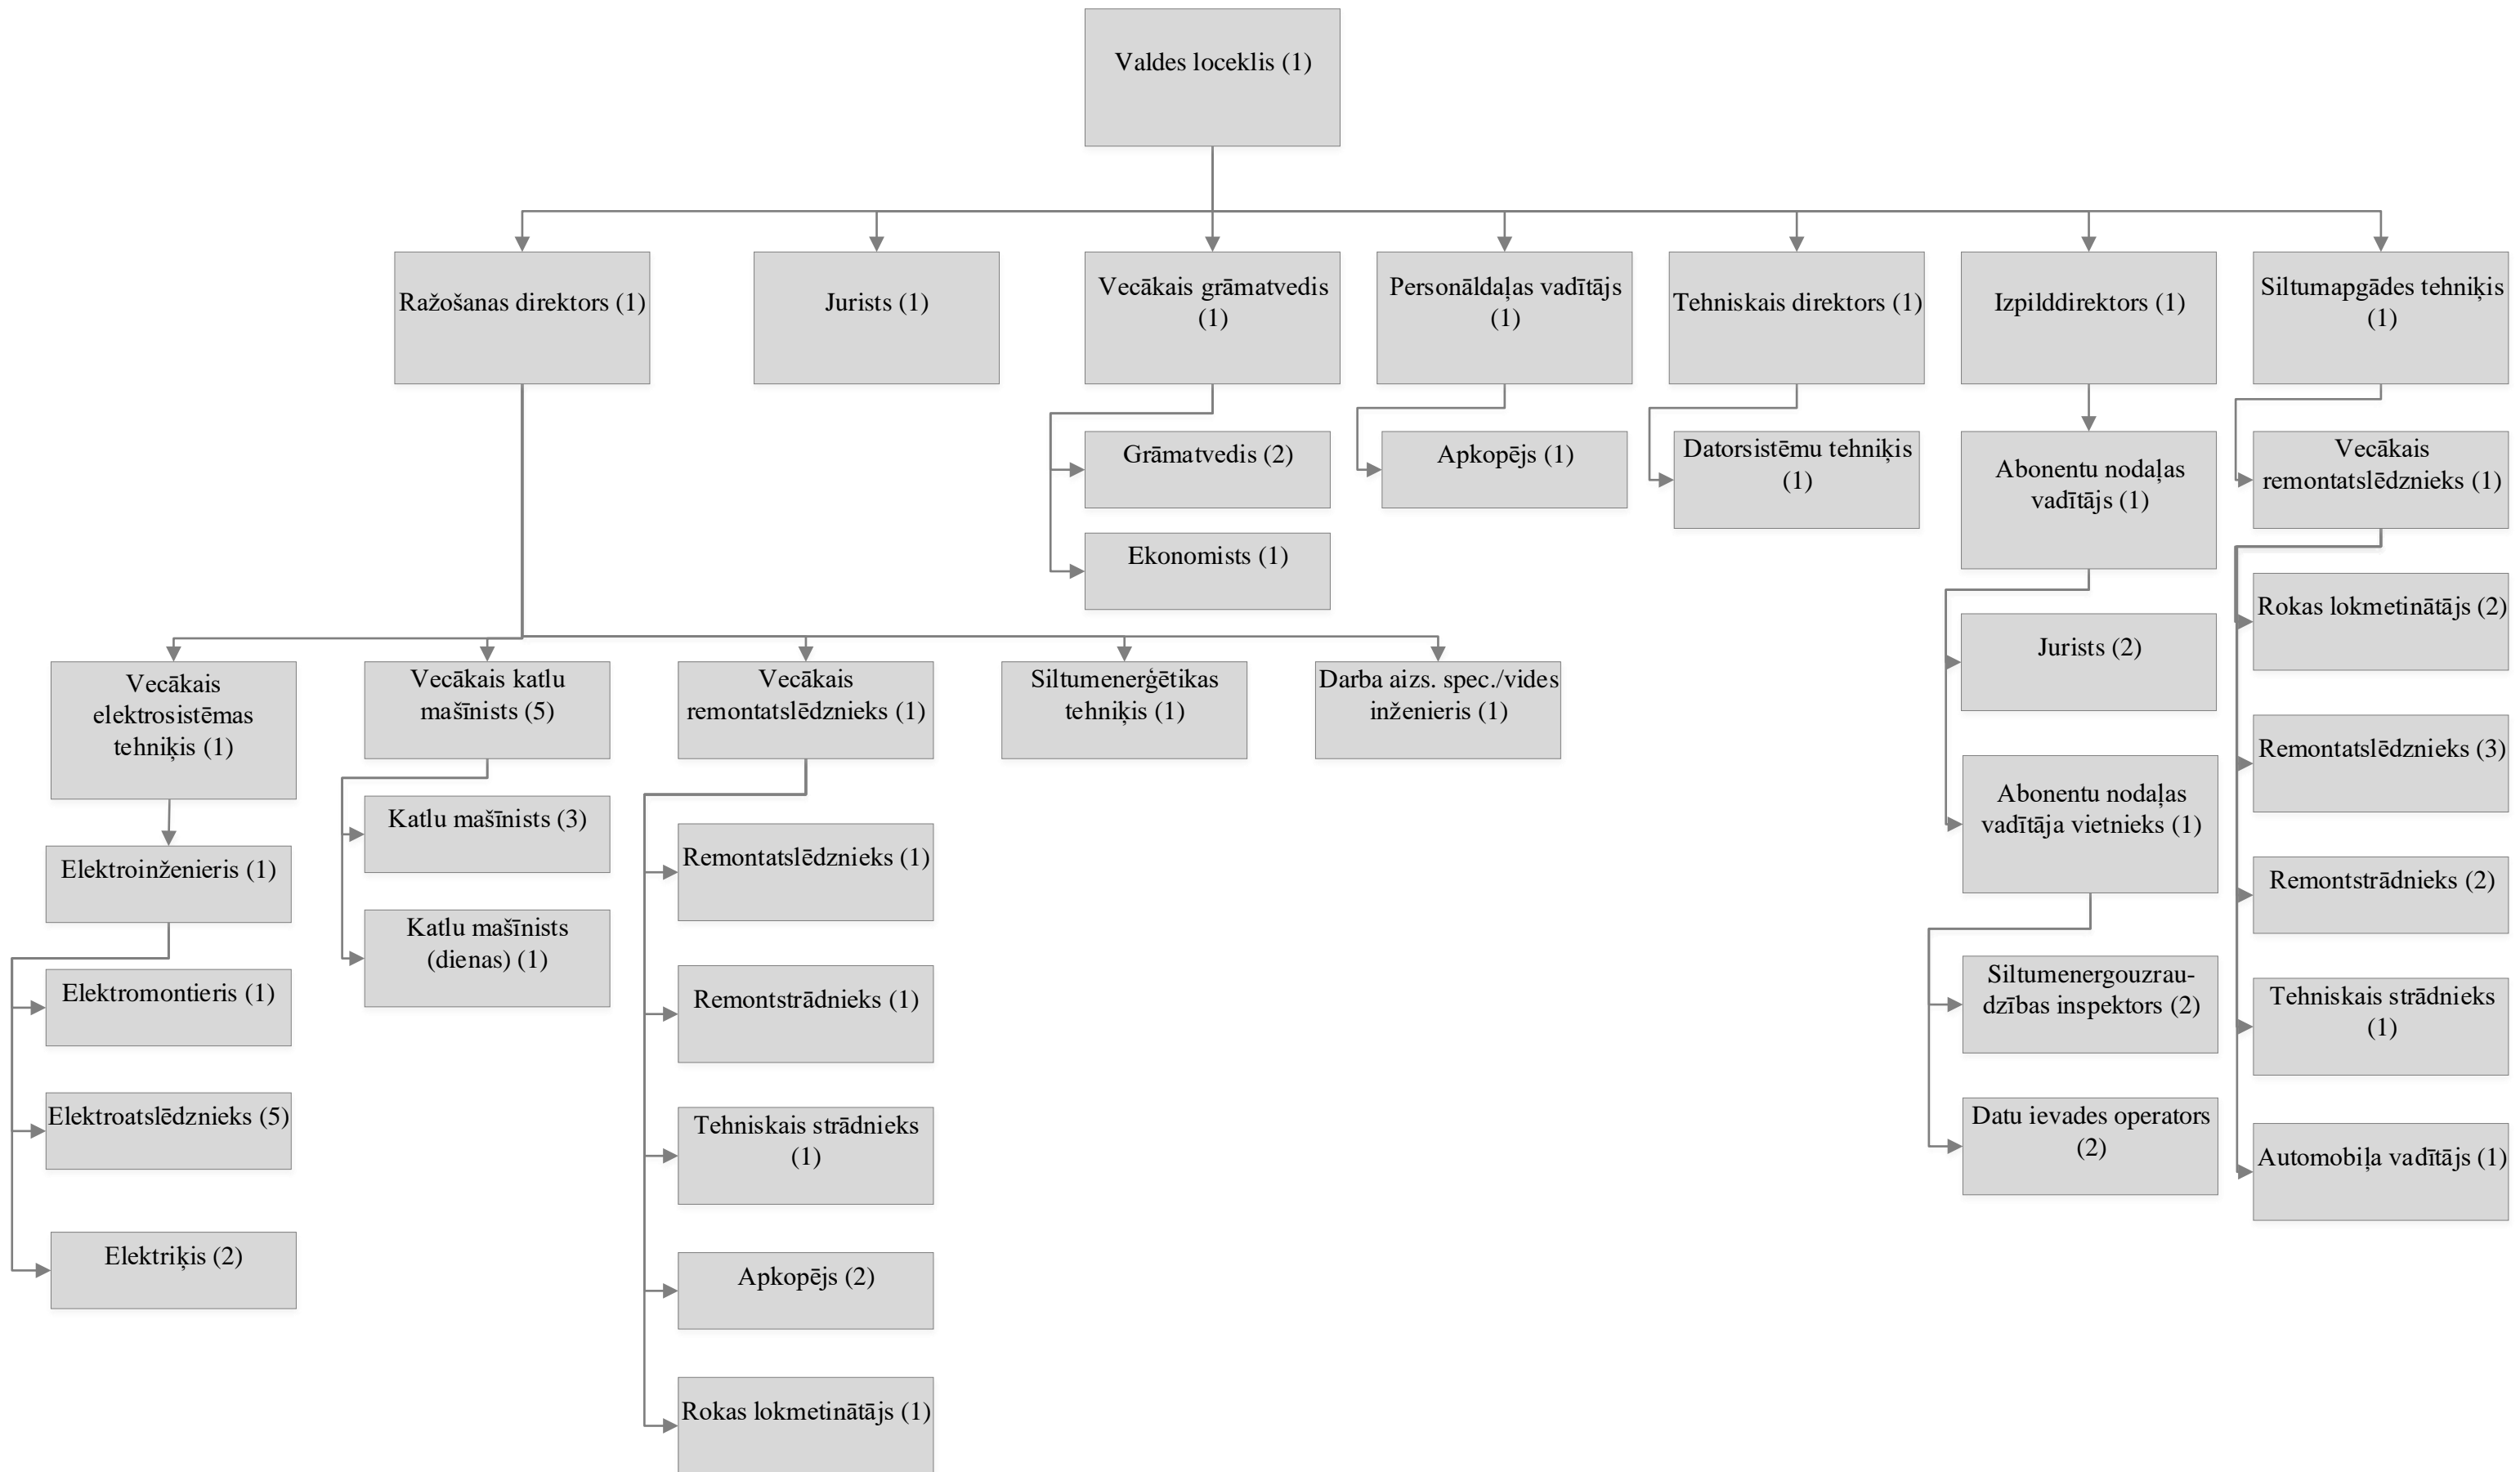 Valdes loceklis (1)
Ražošanas direktors (1)
Jurists (1)
Vecākais grāmatvedis
(1)
Personāldaļas vadītājs
(1)
Tehniskais direktors (1)
Izpilddirektors (1)
Siltumapgādes tehniķis
(1)
Grāmatvedis (2)
Ekonomists (1)
Apkopējs (1)
Datorsistēmu tehniķis
(1)
Abonentu nodaļas
vadītājs (1)
Jurists (2)
Abonentu nodaļas
vadītāja vietnieks (1)
Siltumenergouzrau-
dzības inspektors (2)
Datu ievades operators
(2)
Vecākais
remontatslēdznieks (1)
Rokas lokmetinātājs (2)
Remontatslēdznieks (3)
Remontstrādnieks (2)
Tehniskais strādnieks
(1)
Automobiļa vadītājs (1)
Vecākais
elektrosistēmas
tehniķis (1)
Elektroinženieris (1)
Elektromontieris (1)
Elektroatslēdznieks (5)
Elektriķis (2)
Vecākais katlu
mašīnists (5)
Katlu mašīnists (3)
Katlu mašīnists
(dienas) (1)
Vecākais
remontatslēdznieks (1)
Remontatslēdznieks (1)
Remontstrādnieks (1)
Tehniskais strādnieks
(1)
Apkopējs (2)
Rokas lokmetinātājs (1)
Siltumenerģētikas
tehniķis (1)
Darba aizs. spec./vides
inženieris (1)